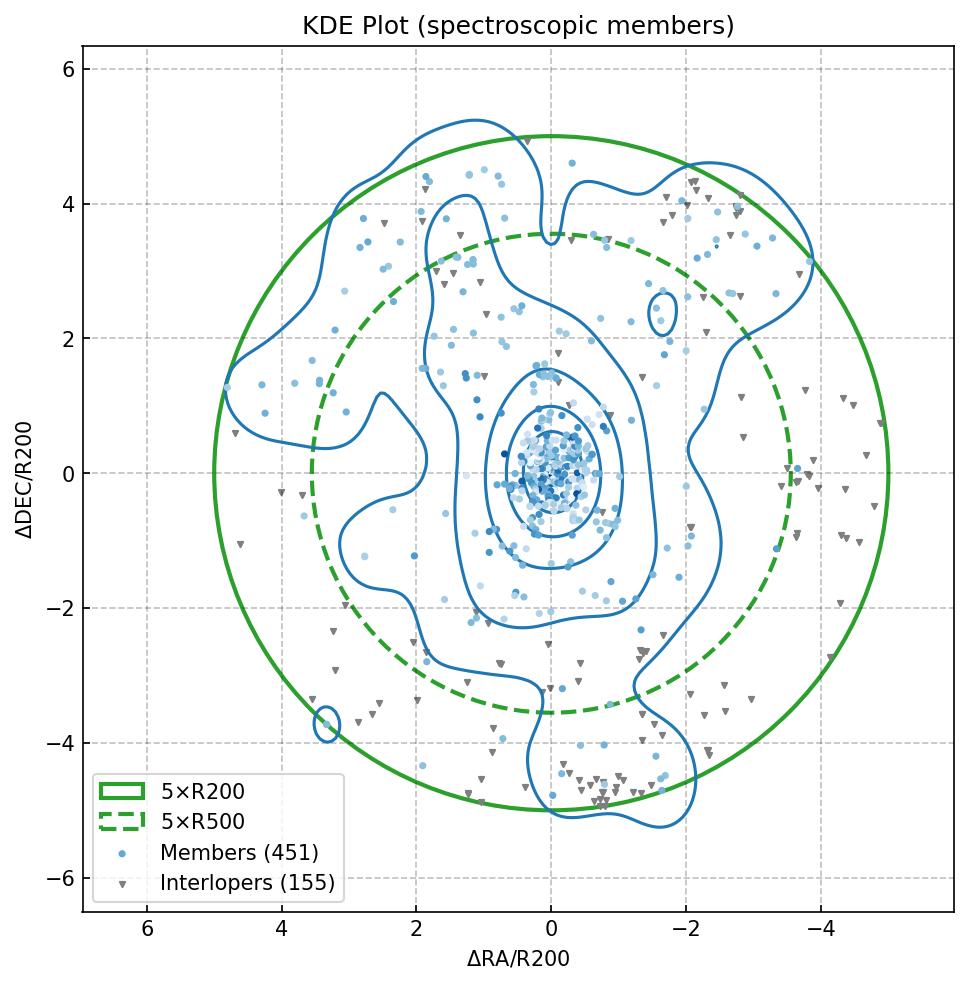 KDE Plot (spectroscopic members)
6
4
2
0
−2
−4
−6
ΔDEC/R200
5×R200
5×R500
Members (451)
Interlopers (155)
6
4
2
0
−2
−4
ΔRA/R200